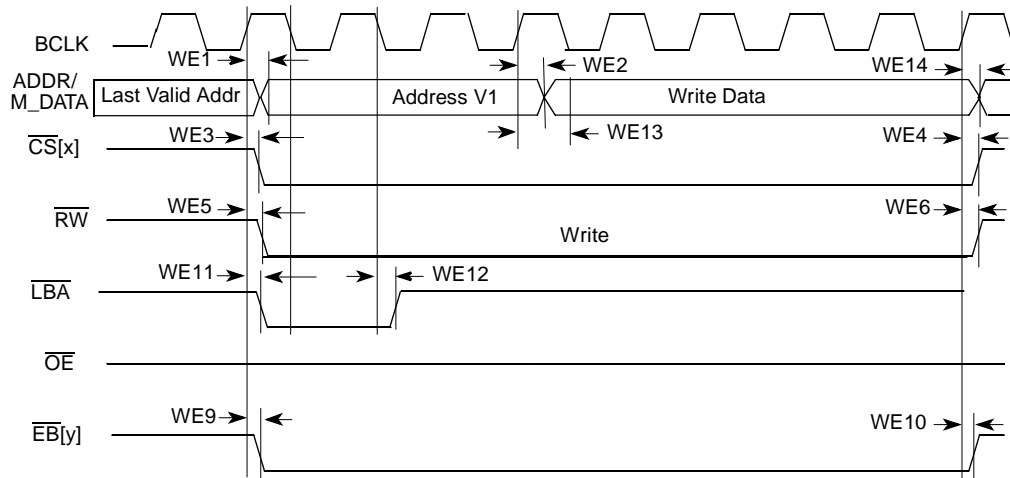 BCLK
WE1
WE2
WE14
ADDR/
M_DATA
Last Valid Addr
Address V1
Write Data
WE3
WE13
WE4
CS[x]
WE5
WE6
RW
Write
WE11
WE12
LBA
OE
WE9
WE10
EB[y]